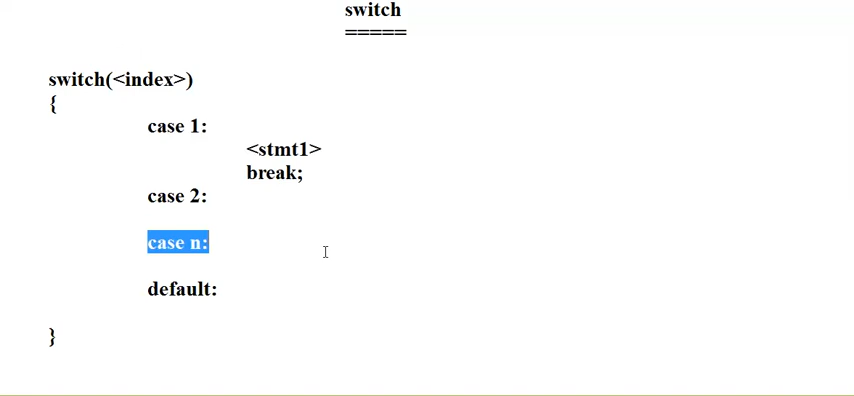 switch
=====
switch(<index>)
{
case 1:
<stmt1>
break;
case 2:
case n:
default:
}